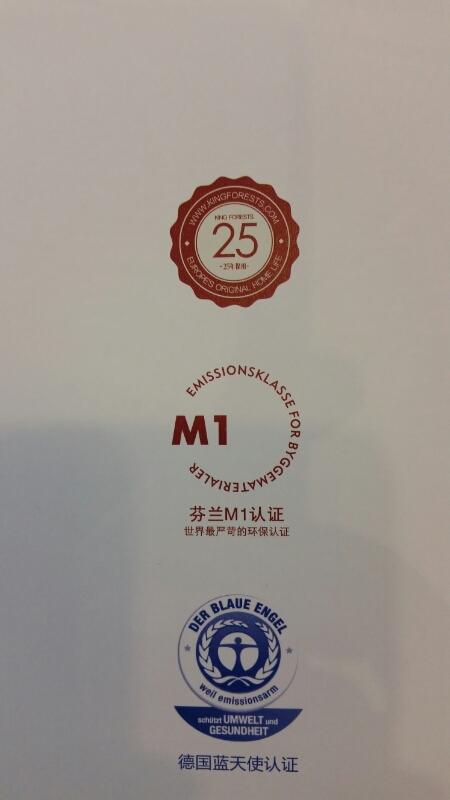 WWW.KINGFORESTS.COM
KING FORESTS
25
EUROPE'S ORIGINAL HOME LIFE
EMISSIONSKLASSE FOR BYGGEMATERIALER
M1
芬兰M1认证
世界最严苛的环保认证
DER BLAUE ENGEL
weil emissionsarm
schützt UMWELT und
GESUNDHEIT
德国蓝天使认证